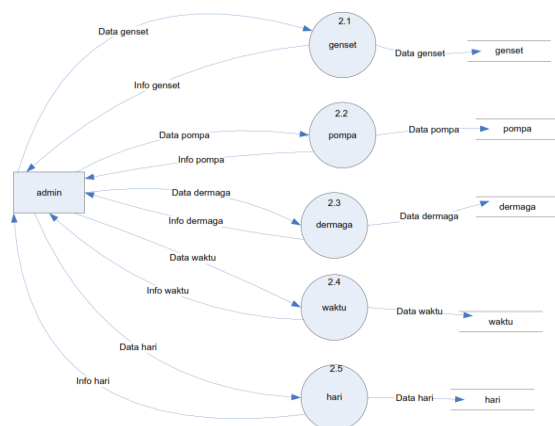 2.1
Data genset
genset
Data genset
genset
Info genset
2.2
Data pompa
pompa
Data pompa
pompa
Info pompa
admin
Data dermaga
2.3
dermaga
Data dermaga
dermaga
Info dermaga
Data waktu
2.4
Info waktu
waktu
Data waktu
waktu
Data hari
2.5
Info hari
hari
Data hari
hari